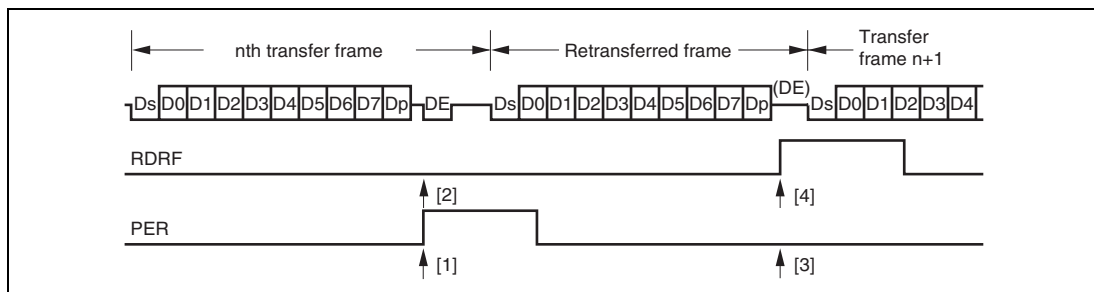 nth transfer frame Retransferred frame Transfer frame n+1
Ds D0 D1 D2 D3 D4 D5 D6 D7 Dp DE Ds D0 D1 D2 D3 D4 D5 D6 D7 Dp (DE) Ds D0 D1 D2 D3 D4
RDRF
[2] [4]
PER
[1] [3]